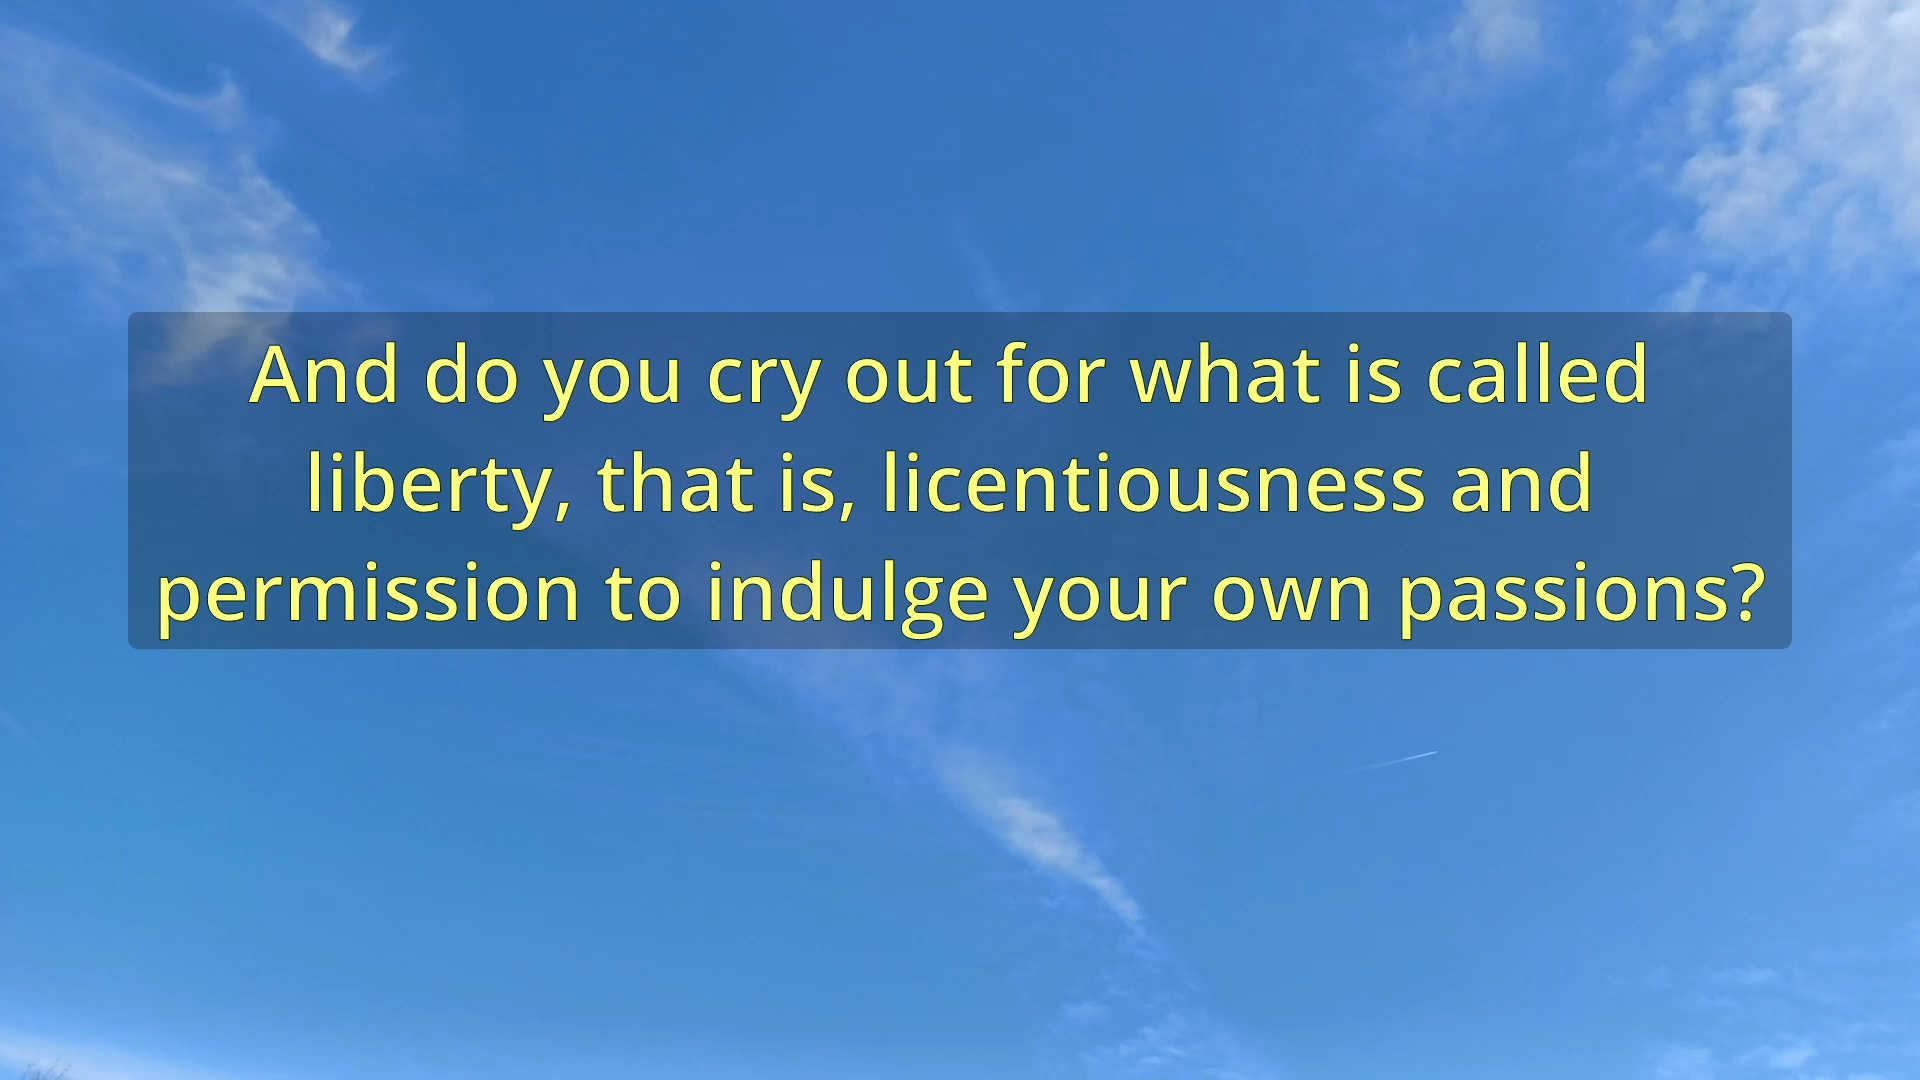 And do you cry out for what is called
liberty, that is, licentiousness and
permission to indulge your own passions?